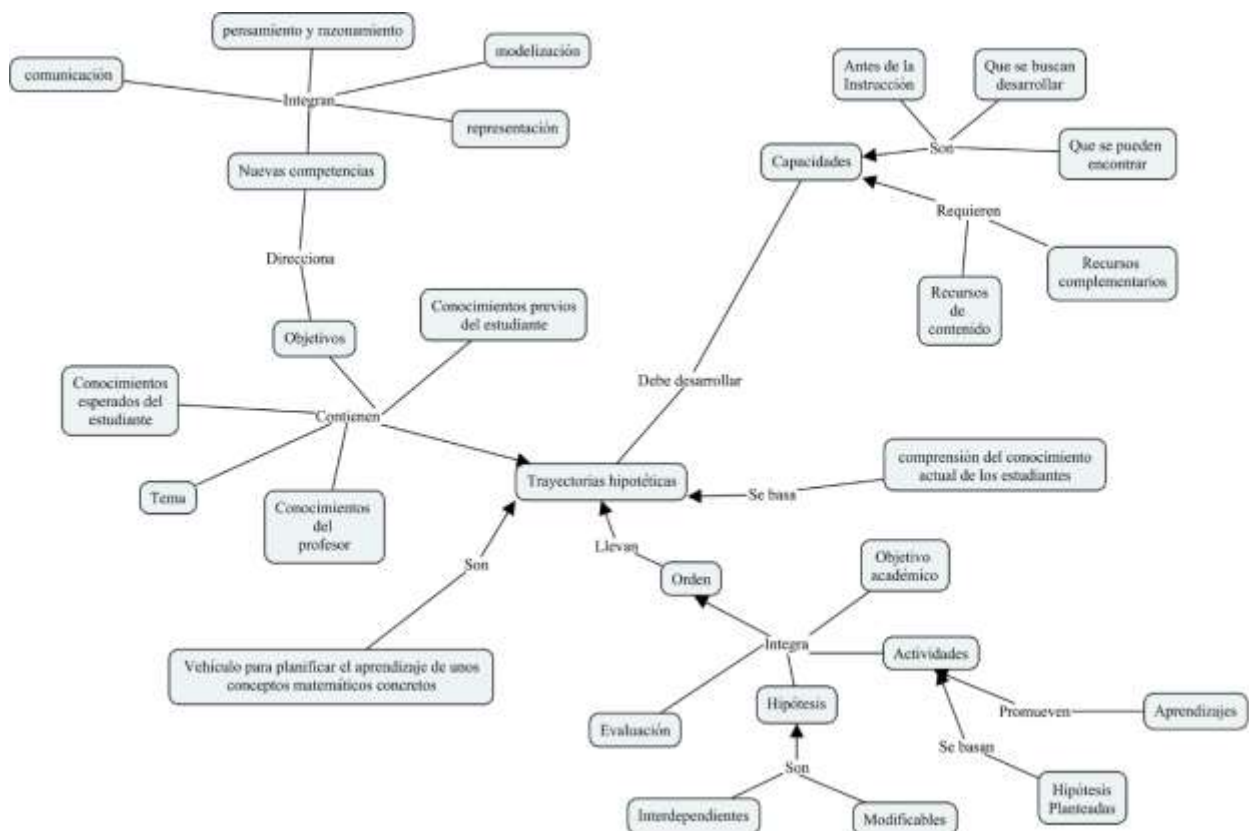 pensamiento y razonamiento
modelización
comunicación
Integran
representación
Nuevas competencias
Direcciona
Objetivos
Conocimientos previos
del estudiante
Conocimientos
esperados del
estudiante
Contienen
Tema
Conocimientos
del
profesor
Antes de la
Instrucción
Que se buscan
desarrollar
Son
Capacidades
Que se pueden
encontrar
Requieren
Recursos
complementarios
Recursos
de
contenido
Debe desarrollar
Trayectorias hipotéticas
comprensión del conocimiento
actual de los estudiantes
Se basa
Son
Vehículo para planificar el aprendizaje de unos
conceptos matemáticos concretos
Llevan
Orden
Objetivo
académico
Integra
Actividades
Hipótesis
Evaluación
Promueven
Aprendizajes
Se basan
Hipótesis
Planteadas
Son
Interdependientes
Modificables